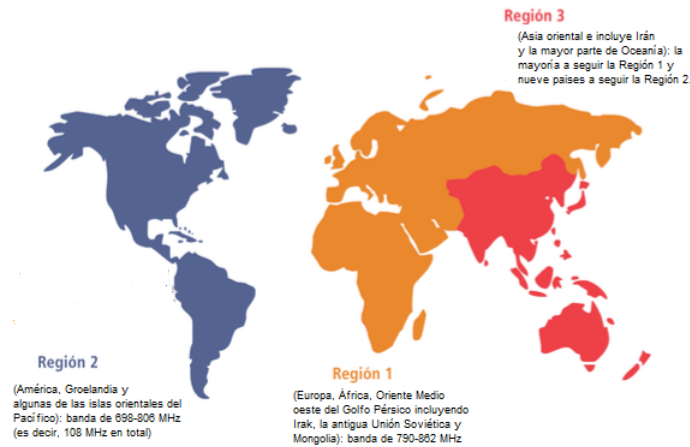 Región 3
(Asia oriental e incluye Irán
y la mayor parte de Oceanía): la
mayoría a seguir la Región 1 y
nueve paises a seguir la Región 2
Región 2
(América, Groelandia y
algunas de las islas orientales del
Pacífico): banda de 698-806 MHz
(es decir, 108 MHz en total)
Región 1
(Europa, África, Oriente Medio
oeste del Golfo Pérsico incluyendo
Irak, la antigua Unión Soviética y
Mongolia): banda de 790-862 MHz